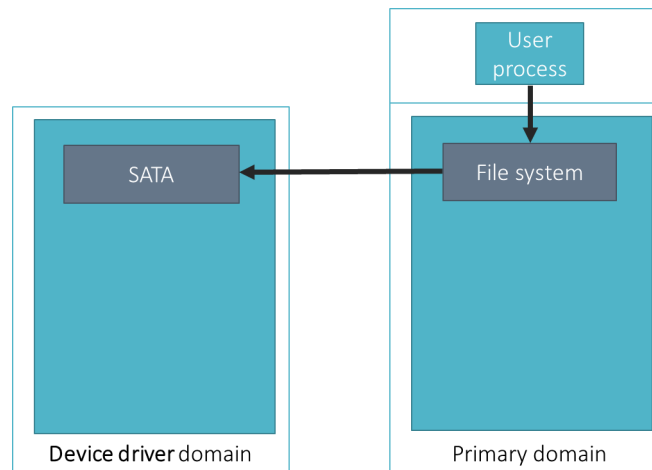 User
process
SATA
File system
Device driver domain
Primary domain